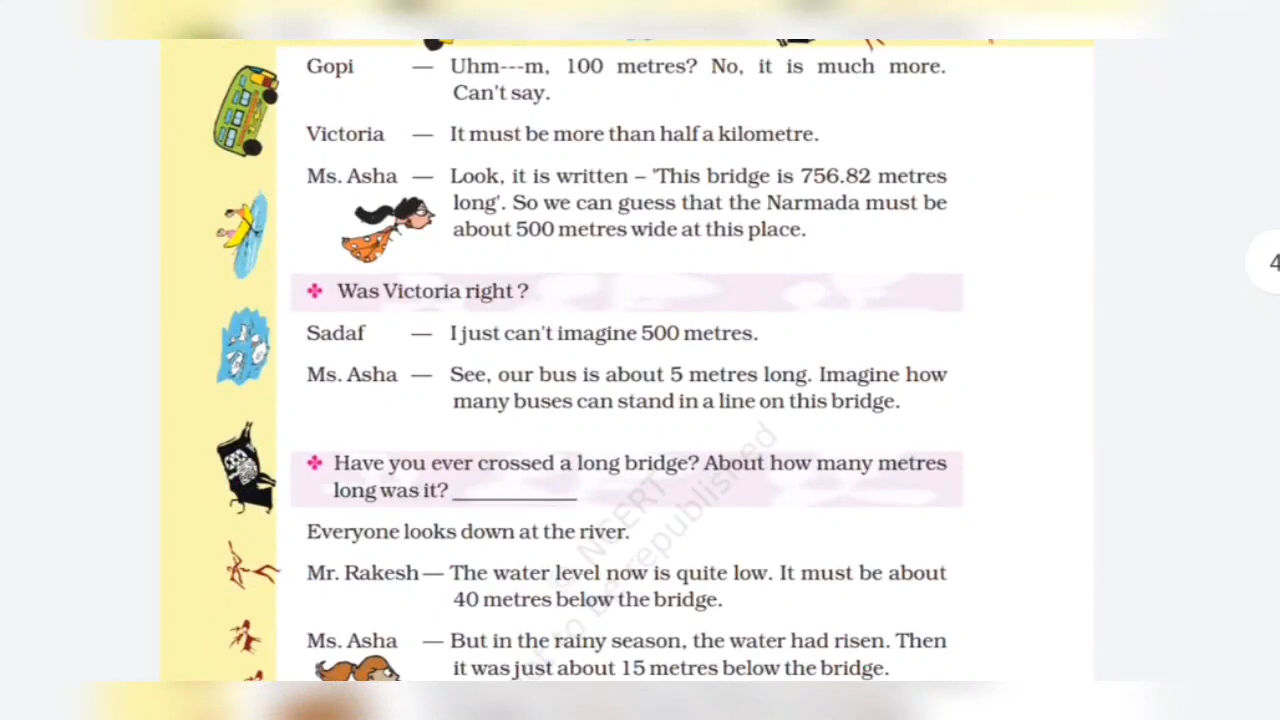 Gopi — Uhm---m, 100 metres? No, it is much more.
Can't say.
Victoria — It must be more than half a kilometre.
Ms. Asha — Look, it is written – 'This bridge is 756.82 metres
long'. So we can guess that the Narmada must be
about 500 metres wide at this place.
❖ Was Victoria right ?
Sadaf — I just can't imagine 500 metres.
Ms. Asha — See, our bus is about 5 metres long. Imagine how
many buses can stand in a line on this bridge.
❖ Have you ever crossed a long bridge? About how many metres
long was it? ___________
Everyone looks down at the river.
Mr. Rakesh — The water level now is quite low. It must be about
40 metres below the bridge.
Ms. Asha — But in the rainy season, the water had risen. Then
it was just about 15 metres below the bridge.
4
© NCERT
to be republished